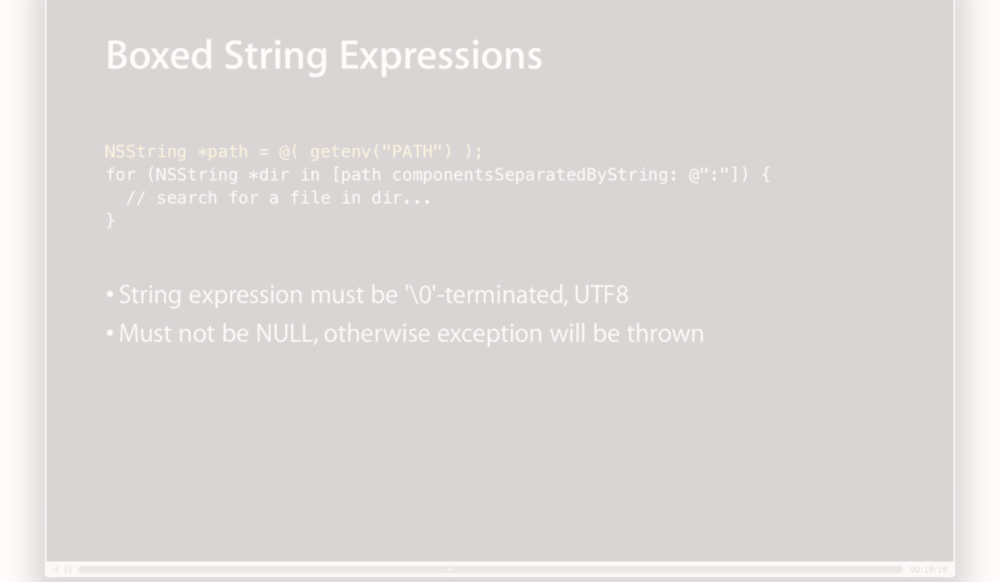 Boxed String Expressions
NSString *path = @( getenv("PATH") );
for (NSString *dir in [path componentsSeparatedByString: @":"]) {
  // search for a file in dir...
}
• String expression must be '\0'-terminated, UTF8
• Must not be NULL, otherwise exception will be thrown
00:19:19